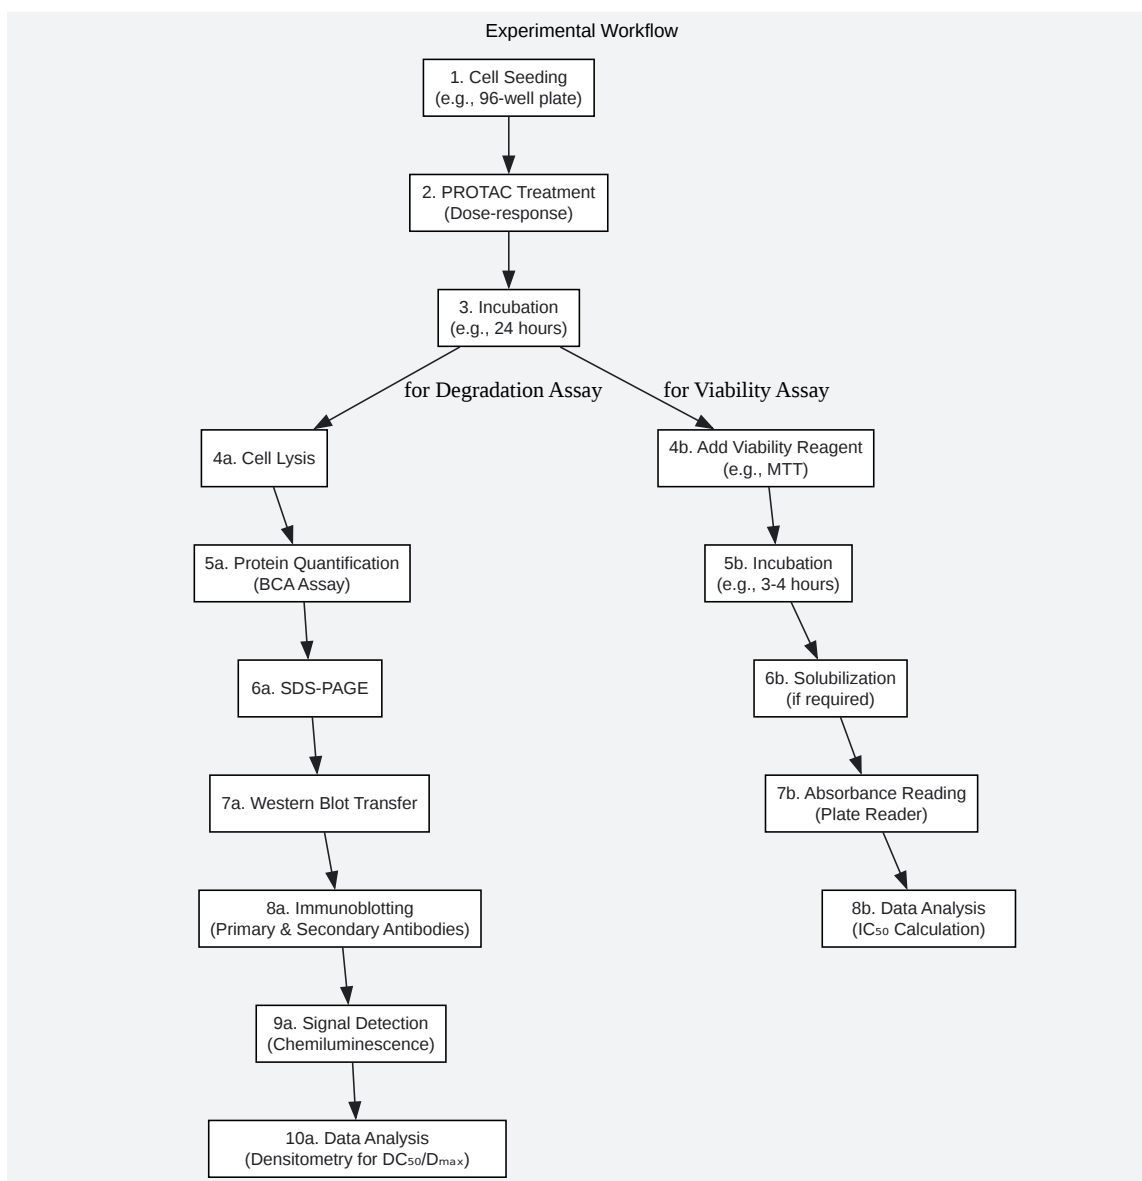 Experimental Workflow
1. Cell Seeding
(e.g., 96-well plate)
2. PROTAC Treatment
(Dose-response)
3. Incubation
(e.g., 24 hours)
for Degradation Assay
for Viability Assay
4a. Cell Lysis
4b. Add Viability Reagent
(e.g., MTT)
5a. Protein Quantification
(BCA Assay)
5b. Incubation
(e.g., 3-4 hours)
6a. SDS-PAGE
6b. Solubilization
(if required)
7a. Western Blot Transfer
7b. Absorbance Reading
(Plate Reader)
8a. Immunoblotting
(Primary & Secondary Antibodies)
8b. Data Analysis
(IC₅₀ Calculation)
9a. Signal Detection
(Chemiluminescence)
10a. Data Analysis
(Densitometry for DC₅₀/Dₘₐₓ)